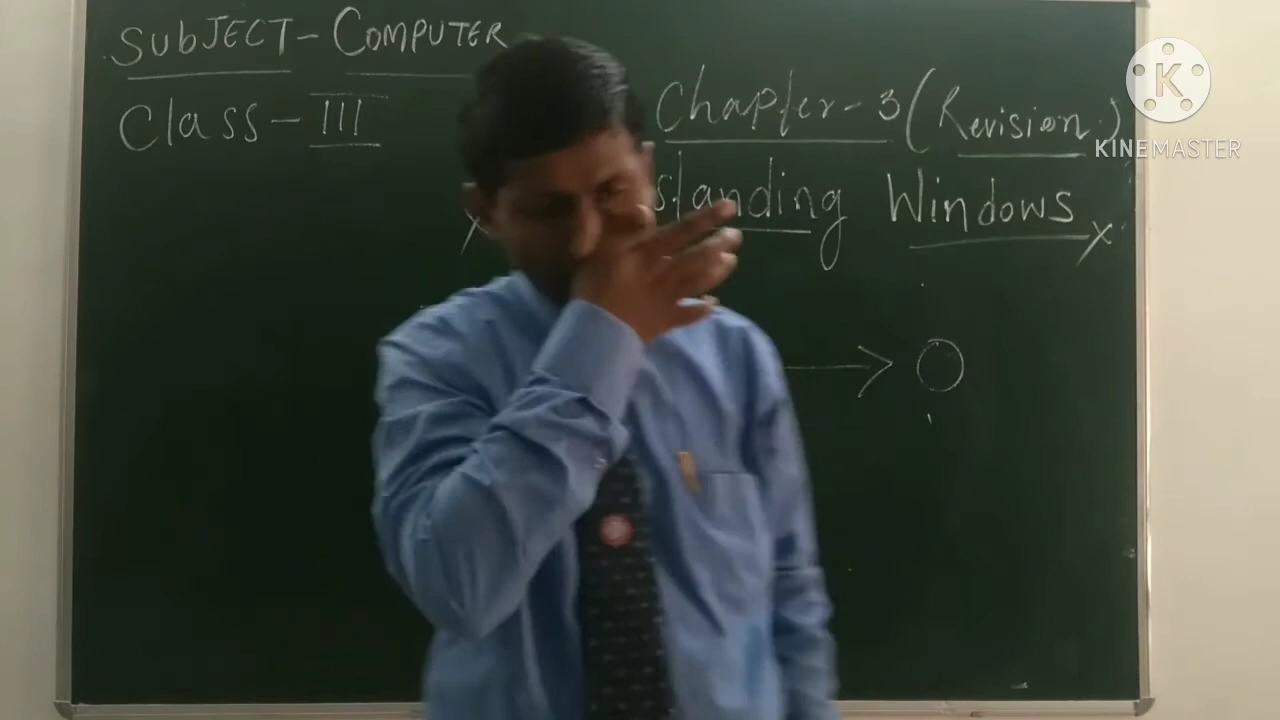 SUBJECT - COMPUTER
Class - III
Chapter - 3 (Revision)
standing Windows
K
KINEMASTER